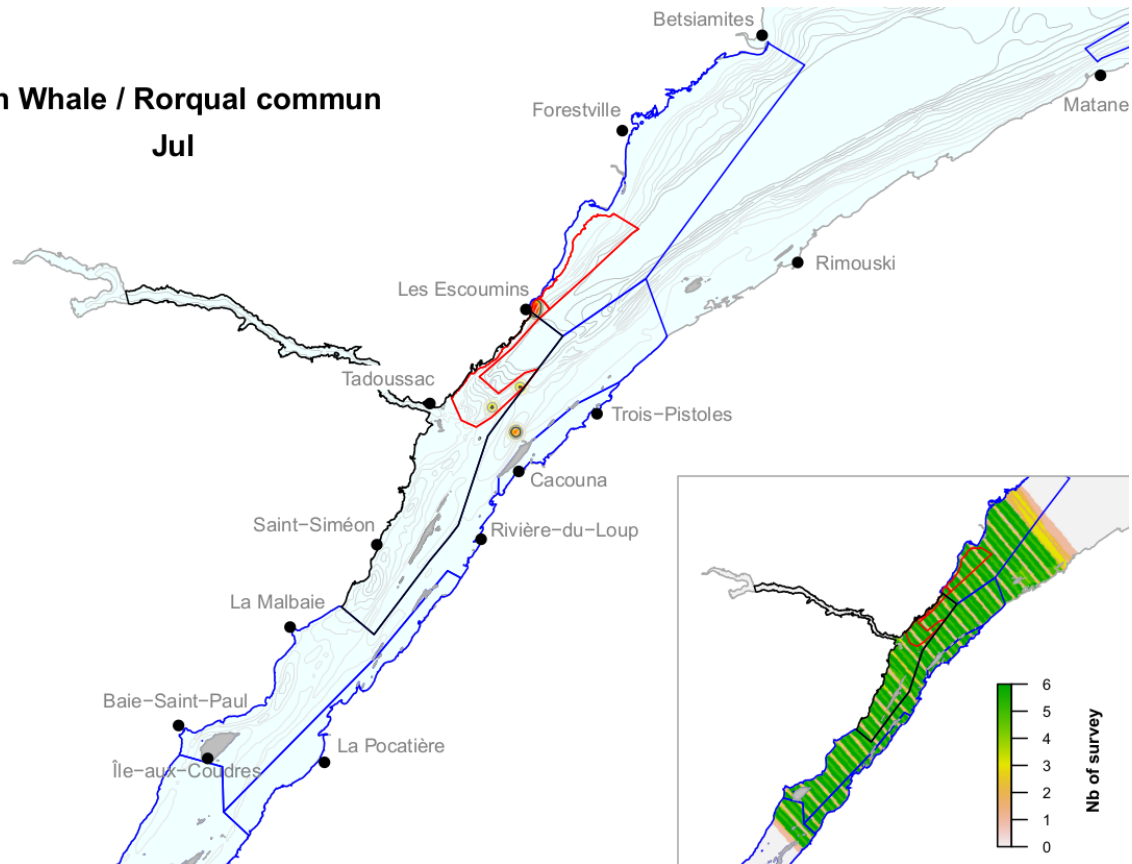 Betsiamites
Whale / Rorqual commun
Matane
Forestville
Jul
Rimouski
Les Escoumins
Tadoussac
Trois−Pistoles
Cacouna
Saint−Siméon
Rivière−du−Loup
La Malbaie
Baie−Saint−Paul
La Pocatière
Île−aux−Coudres
6
5
4
3
2
1
0
Nb of survey